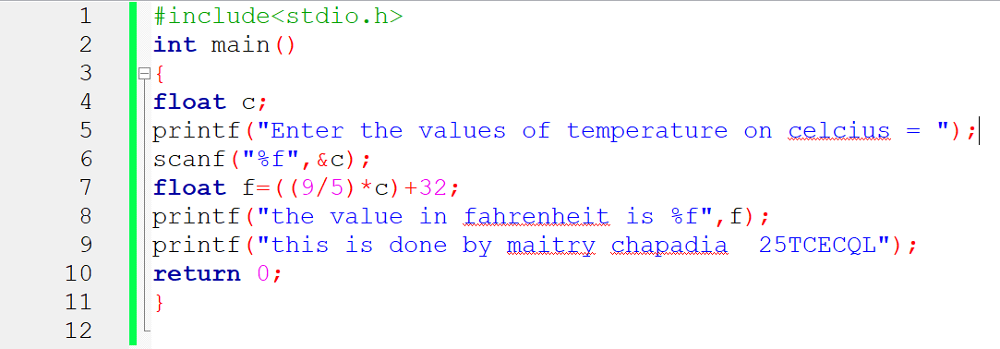 1 #include<stdio.h>
2 int main()
3 {
4 float c;
5 printf("Enter the values of temperature on celcius = ");
6 scanf("%f",&c);
7 float f=((9/5)*c)+32;
8 printf("the value in fahrenheit is %f",f);
9 printf("this is done by maitry chapadia  25TCECQL");
10 return 0;
11 }
12